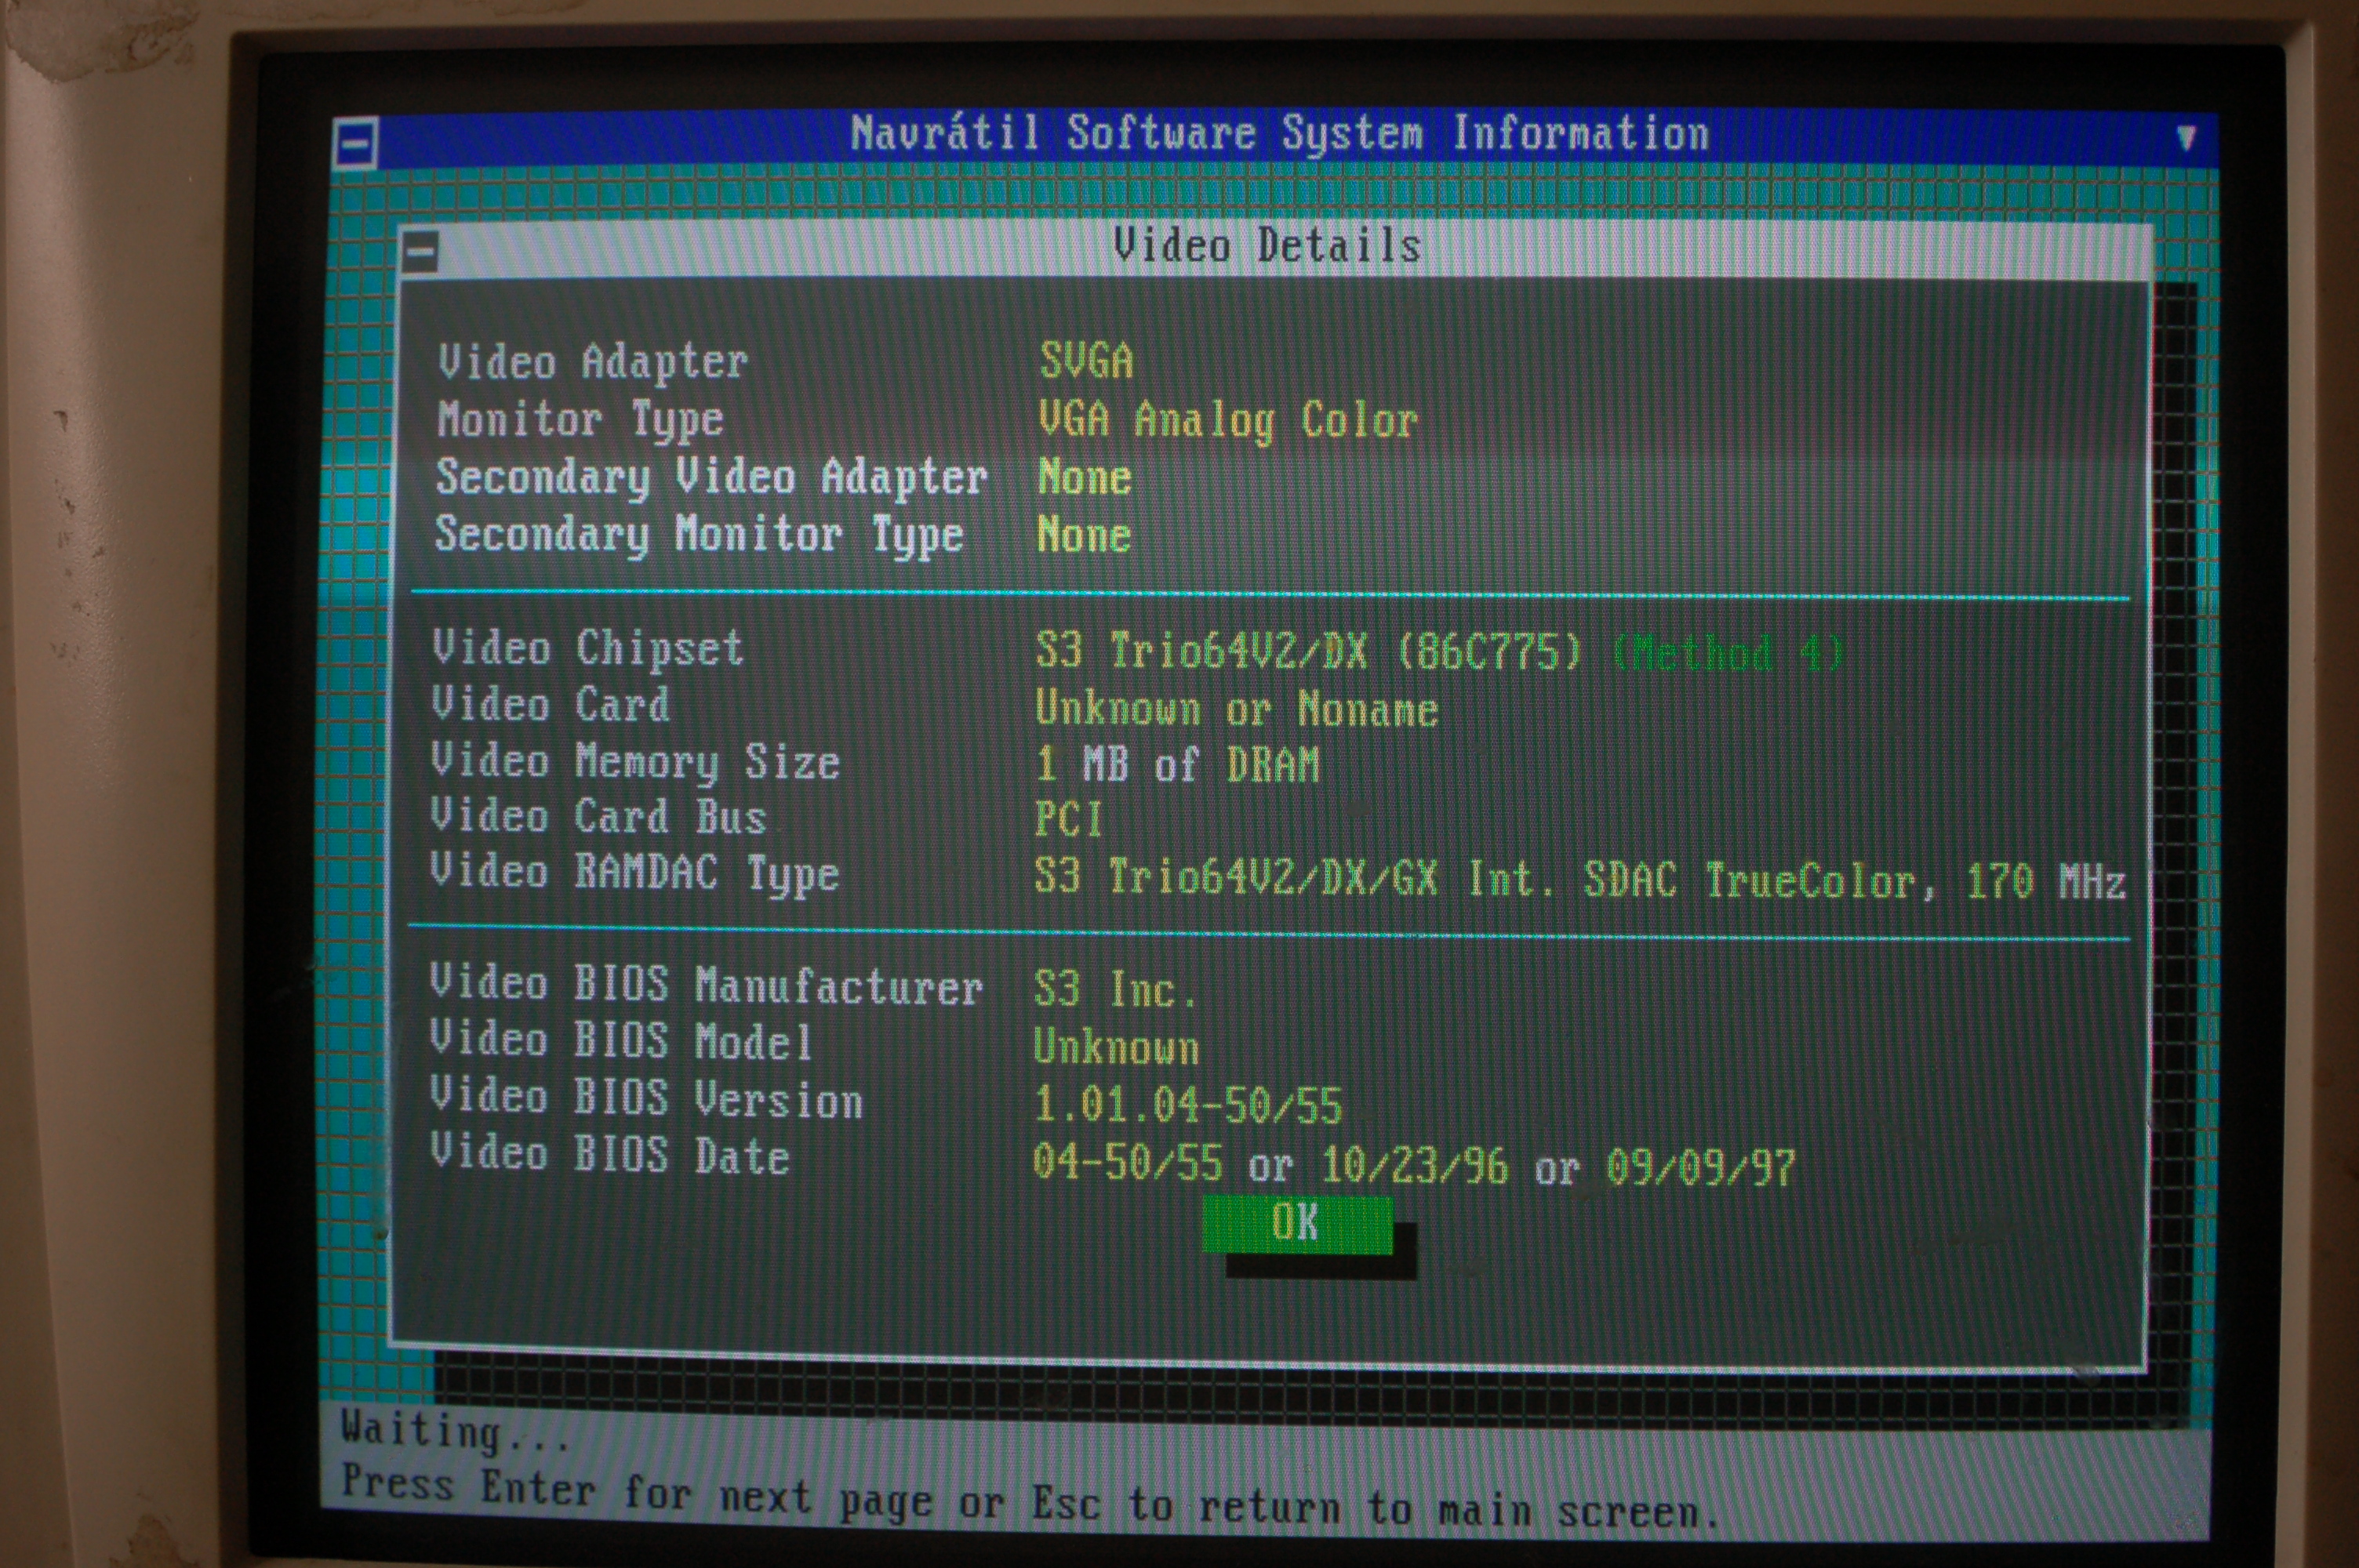 Navrátil Software System Information
Video Details
Video Adapter SVGA
Monitor Type VGA Analog Color
Secondary Video Adapter None
Secondary Monitor Type None
Video Chipset S3 Trio64V2/DX (86C775) (Method 4)
Video Card Unknown or Noname
Video Memory Size 1 MB of DRAM
Video Card Bus PCI
Video RAMDAC Type S3 Trio64V2/DX/GX Int. SDAC TrueColor, 170 MHz
Video BIOS Manufacturer S3 Inc.
Video BIOS Model Unknown
Video BIOS Version 1.01.04-50/55
Video BIOS Date 04-50/55 or 10/23/96 or 09/09/97
OK
Waiting...
Press Enter for next page or Esc to return to main screen.